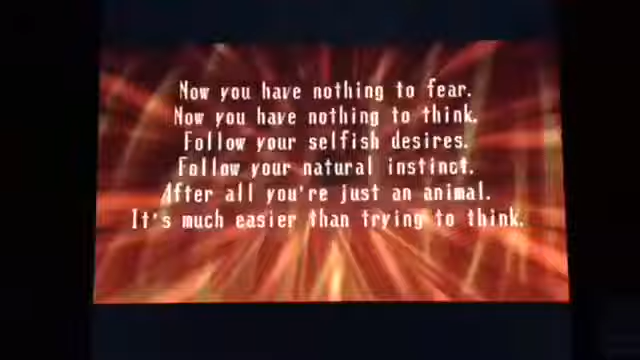 Now you have nothing to fear.
Now you have nothing to think.
Follow your selfish desires.
Follow your natural instinct.
After all you're just an animal.
It's much easier than trying to think.